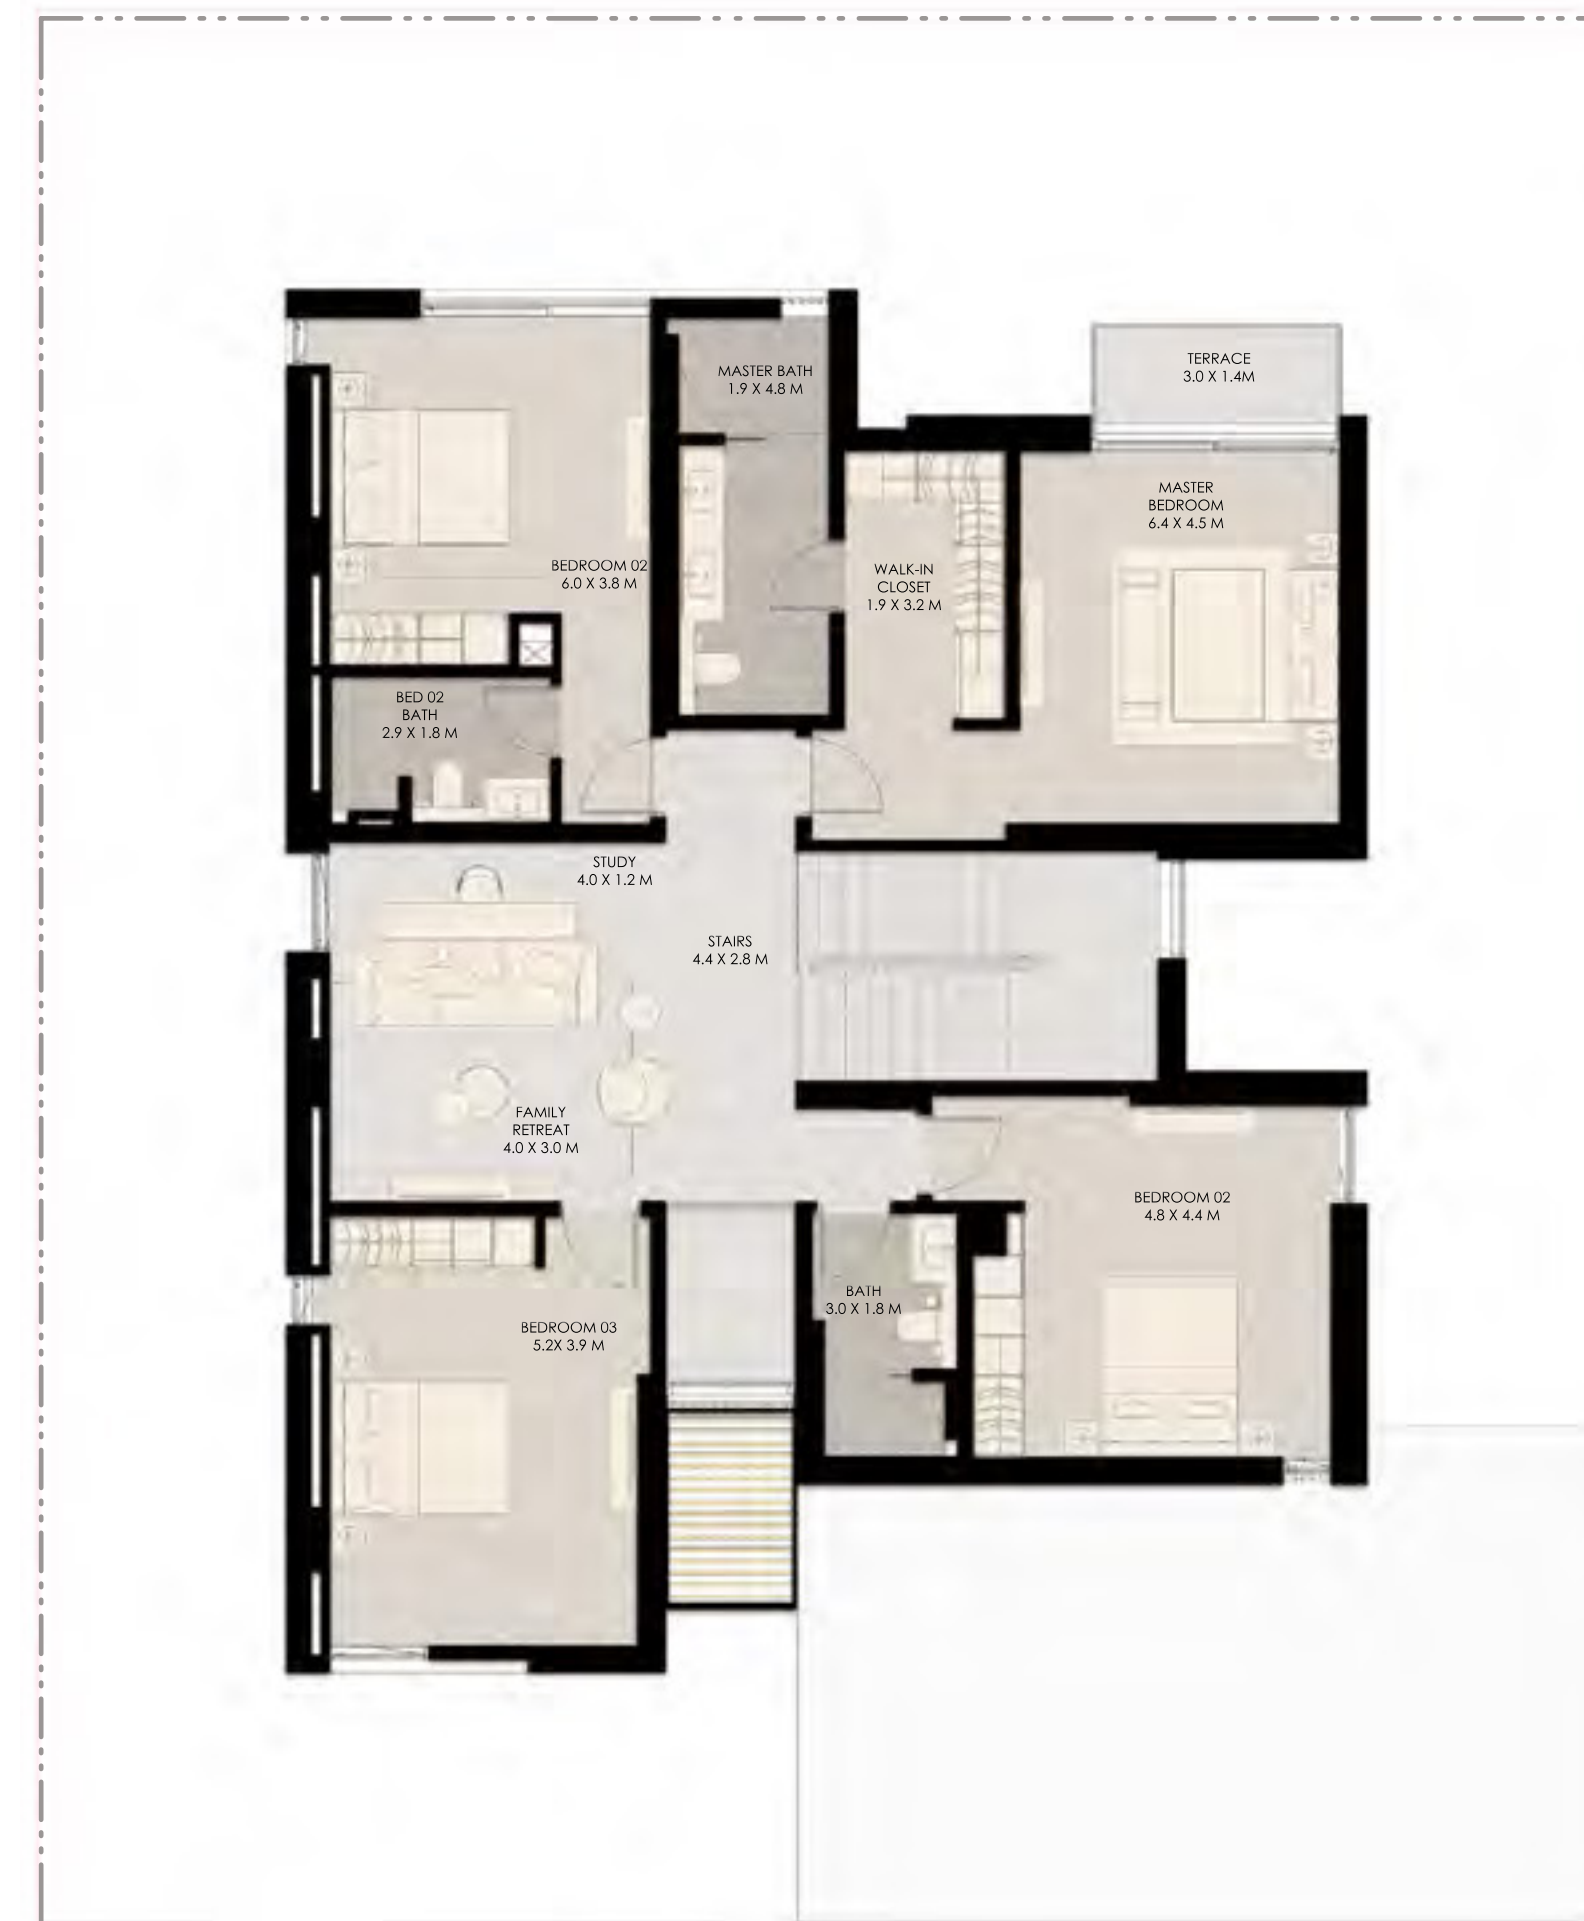 TERRACE
3.0 X 1.4M
MASTER BATH
1.9 X 4.8 M
MASTER
BEDROOM
6.4 X 4.5 M
BEDROOM 02
6.0 X 3.8 M
WALK-IN
CLOSET
1.9 X 3.2 M
BED 02
BATH
2.9 X 1.8 M
STUDY
4.0 X 1.2 M
STAIRS
4.4 X 2.8 M
FAMILY
RETREAT
4.0 X 3.0 M
BEDROOM 02
4.8 X 4.4 M
BATH
3.0 X 1.8 M
BEDROOM 03
5.2X 3.9 M